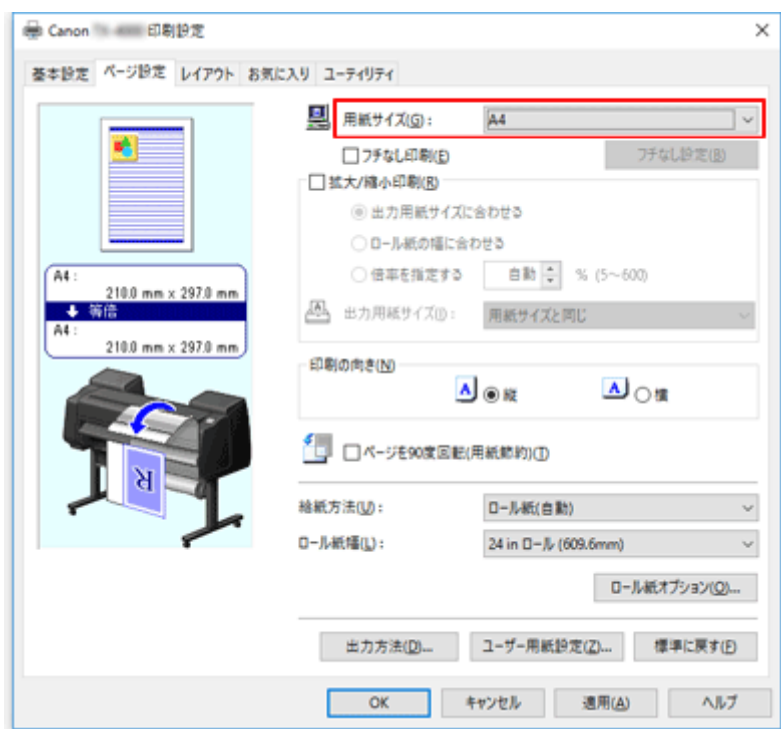 Canon 印刷設定
基本設定 ページ設定 レイアウト お気に入り ユーティリティ
用紙サイズ(G): A4
フチなし印刷(E) フチなし設定(B)
拡大/縮小印刷(R)
出力用紙サイズに合わせる
ロール紙の幅に合わせる
倍率を指定する 自動 % (5~600)
出力用紙サイズ(I): 用紙サイズと同じ
A4:
210.0 mm x 297.0 mm
等倍
A4:
210.0 mm x 297.0 mm
印刷の向き(N)
A 縦 A 横
ページを90度回転(用紙節約)(T)
R
給紙方法(U): ロール紙(自動)
ロール紙幅(L): 24 in ロール (609.6mm)
ロール紙オプション(O)...
出力方法(D)... ユーザー用紙設定(Z)... 標準に戻す(F)
OK キャンセル 適用(A) ヘルプ